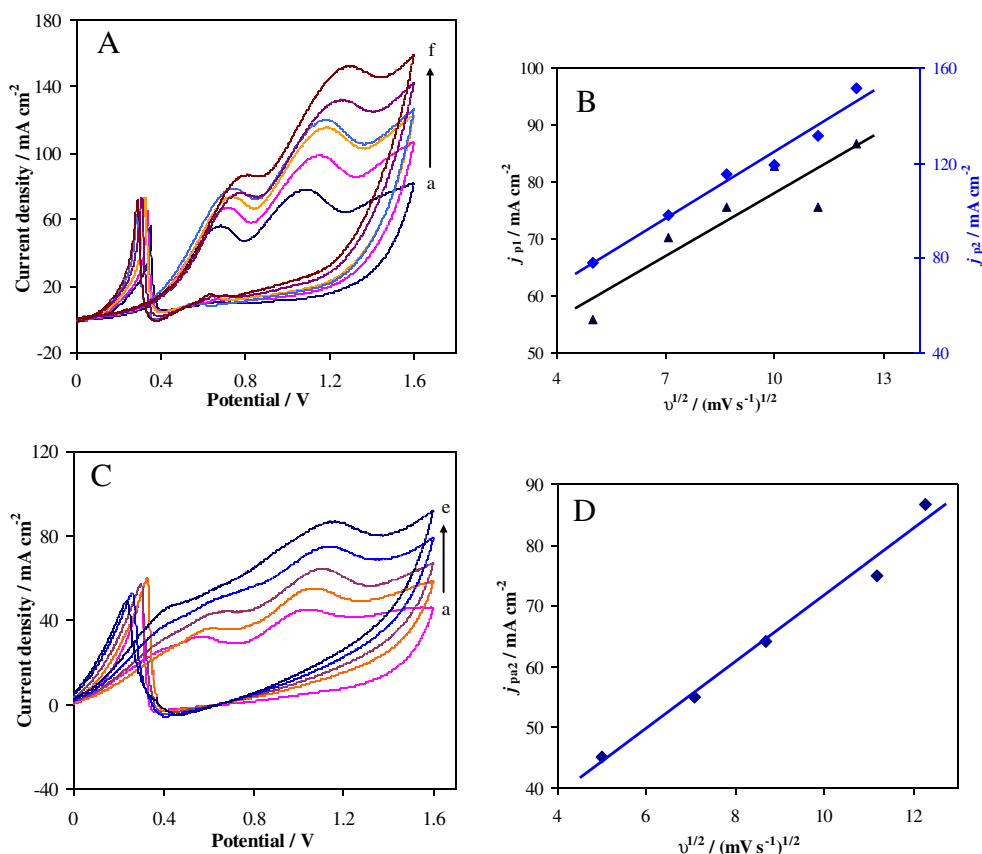 A
180
140
100
60
20
-20
0
0.4
0.8
1.2
1.6
Current density / mA cm-2
Potential / V
f
a
B
100
90
80
70
60
50
160
120
80
40
4
7
10
13
j p1 / mA cm-2
j p2 / mA cm-2
υ1/2 / (mV s-1)1/2
C
120
80
40
0
-40
0
0.4
0.8
1.2
1.6
Current density / mA cm-2
Potential / V
e
a
D
90
80
70
60
50
40
4
6
8
10
12
j pa2 / mA cm-2
υ1/2 / (mV s-1)1/2